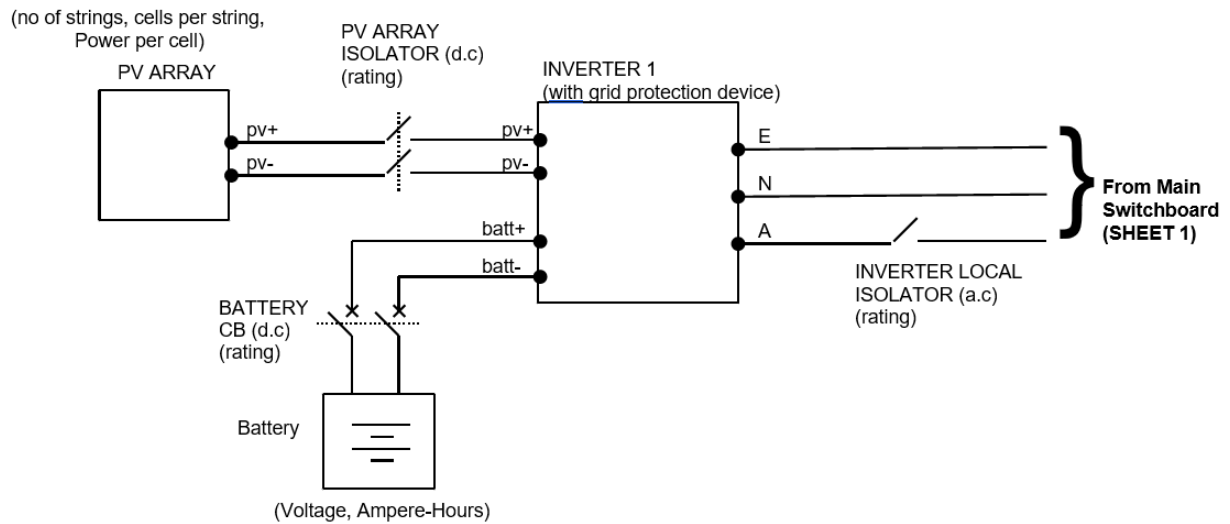 (no of strings, cells per string,
Power per cell)
PV ARRAY
PV ARRAY
ISOLATOR (d.c)
(rating)
INVERTER 1
(with grid protection device)
pv+
pv-
pv+
pv-
batt+
batt-
E
N
A
From Main
Switchboard
(SHEET 1)
INVERTER LOCAL
ISOLATOR (a.c)
(rating)
BATTERY
CB (d.c)
(rating)
Battery
(Voltage, Ampere-Hours)